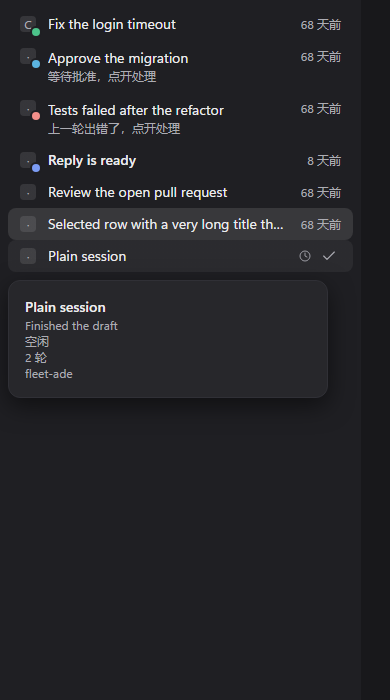 C Fix the login timeout 68 天前
· Approve the migration 68 天前
等待批准，点开处理
· Tests failed after the refactor 68 天前
上一轮出错了，点开处理
· Reply is ready 8 天前
· Review the open pull request 68 天前
· Selected row with a very long title th... 68 天前
· Plain session
Plain session
Finished the draft
空闲
2 轮
fleet-ade